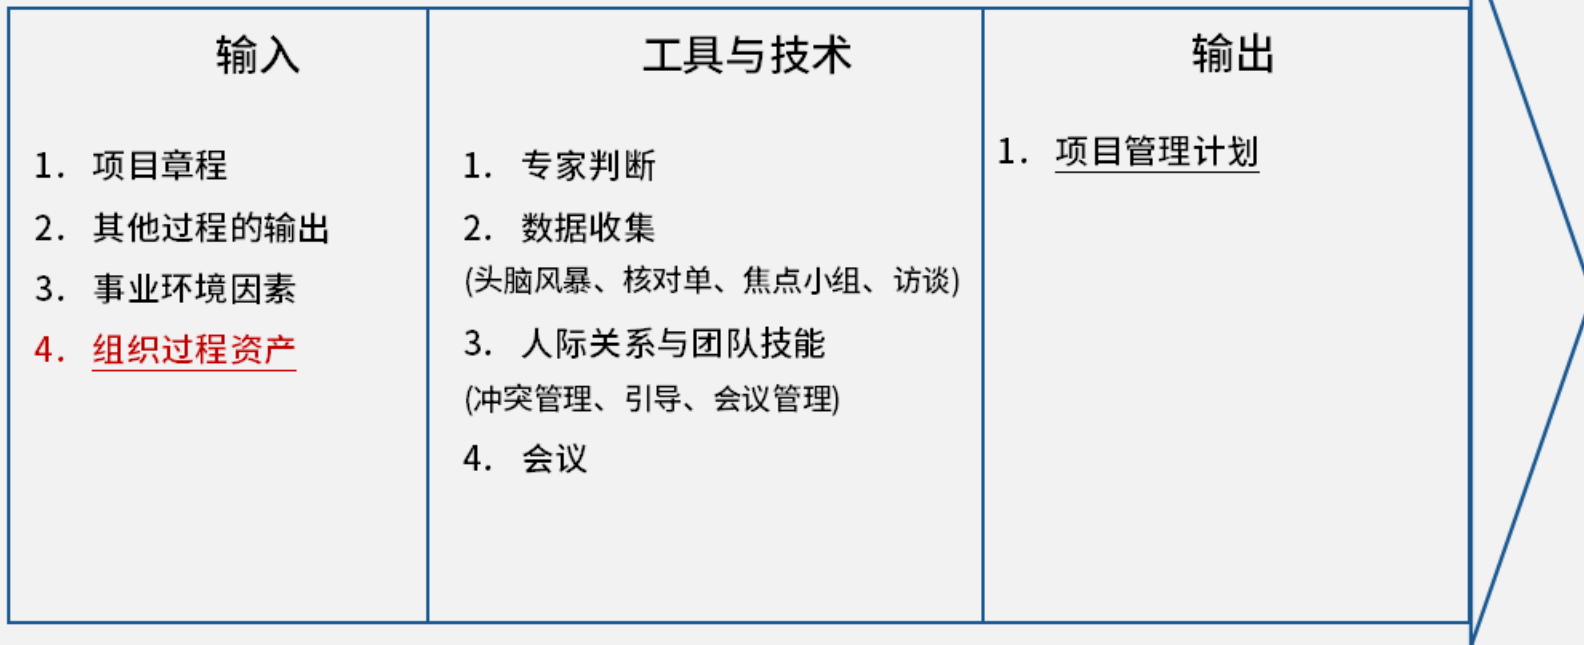 输入
1. 项目章程
2. 其他过程的输出
3. 事业环境因素
4. 组织过程资产
工具与技术
1. 专家判断
2. 数据收集
(头脑风暴、核对单、焦点小组、访谈)
3. 人际关系与团队技能
(冲突管理、引导、会议管理)
4. 会议
输出
1. 项目管理计划